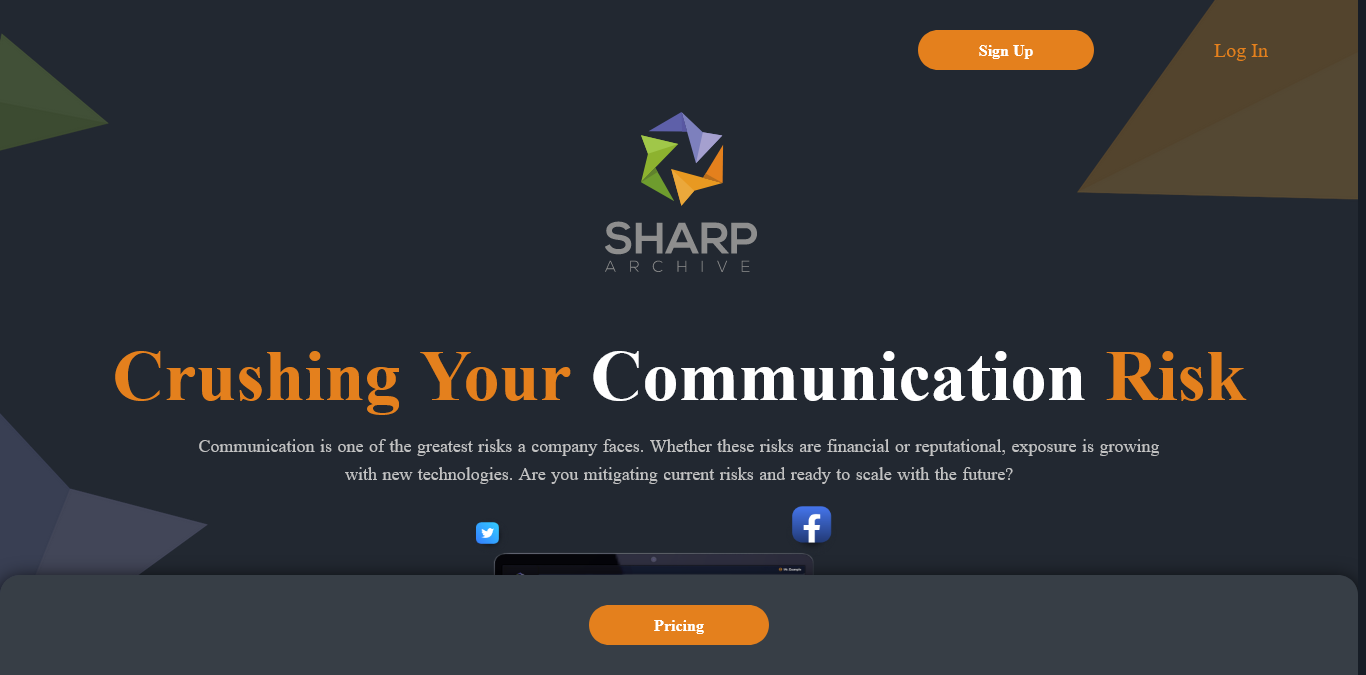 Sign Up
Log In
SHARP
ARCHIVE
Crushing Your Communication Risk
Communication is one of the greatest risks a company faces. Whether these risks are financial or reputational, exposure is growing
with new technologies. Are you mitigating current risks and ready to scale with the future?
Pricing